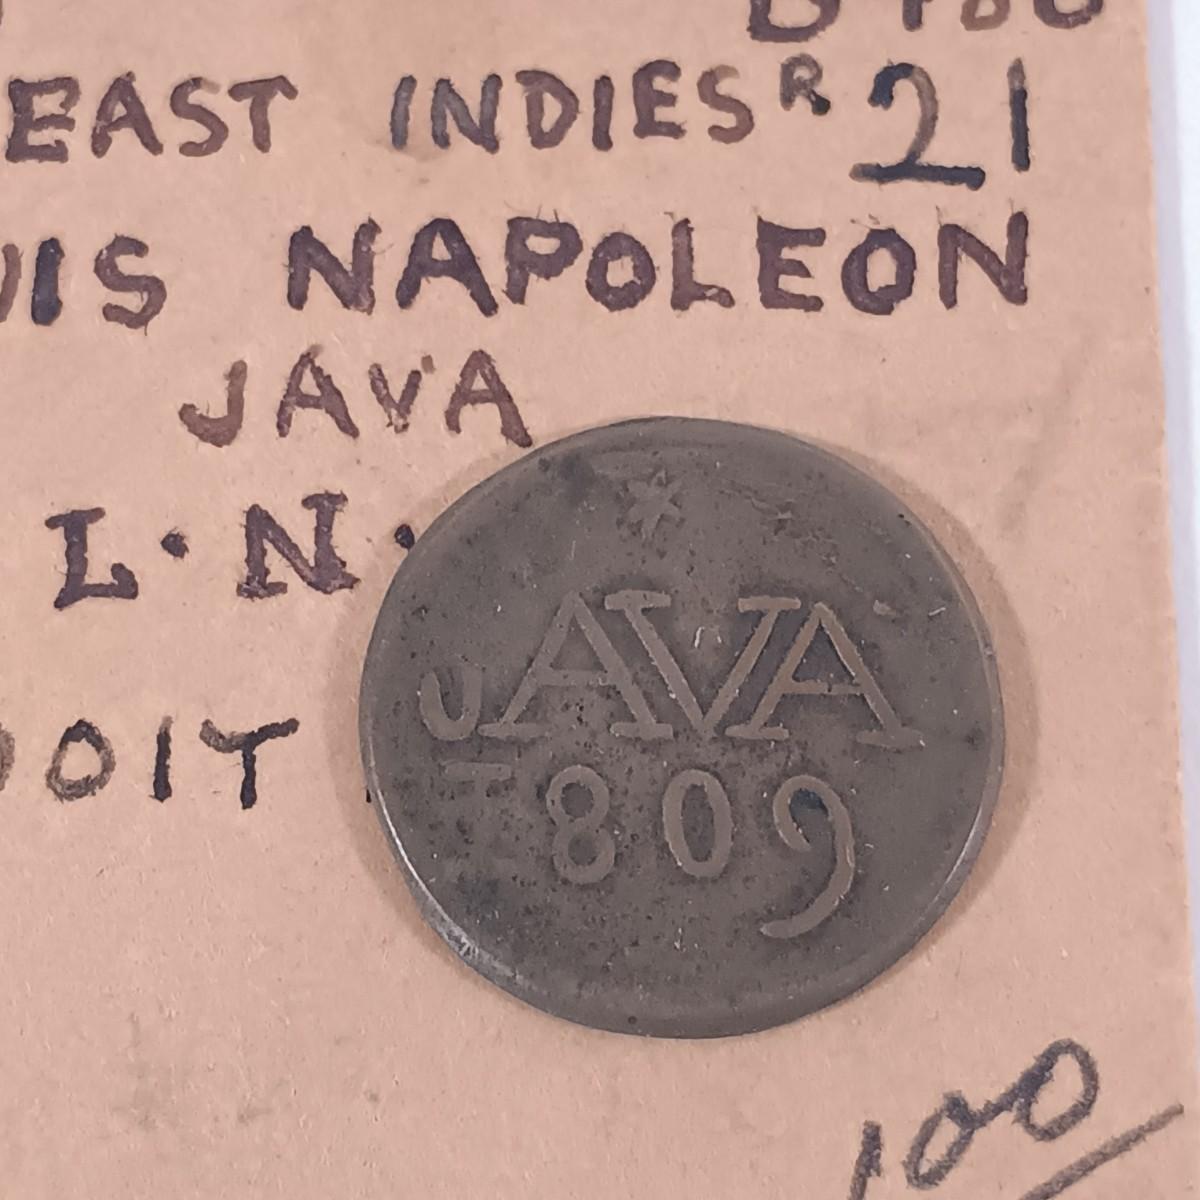 EAST INDIES R 21
UIS NAPOLEON
JAVA
L·N·
JAVA
1809
OIT
100